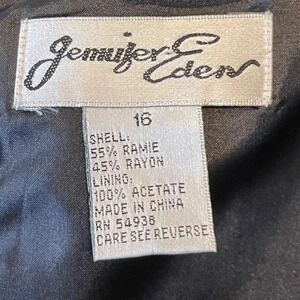 Jennifer
Eden
16
SHELL:
55% RAMIE
45% RAYON
LINING:
100% ACETATE
MADE IN CHINA
RN 54938
CARE SEE REVERSE